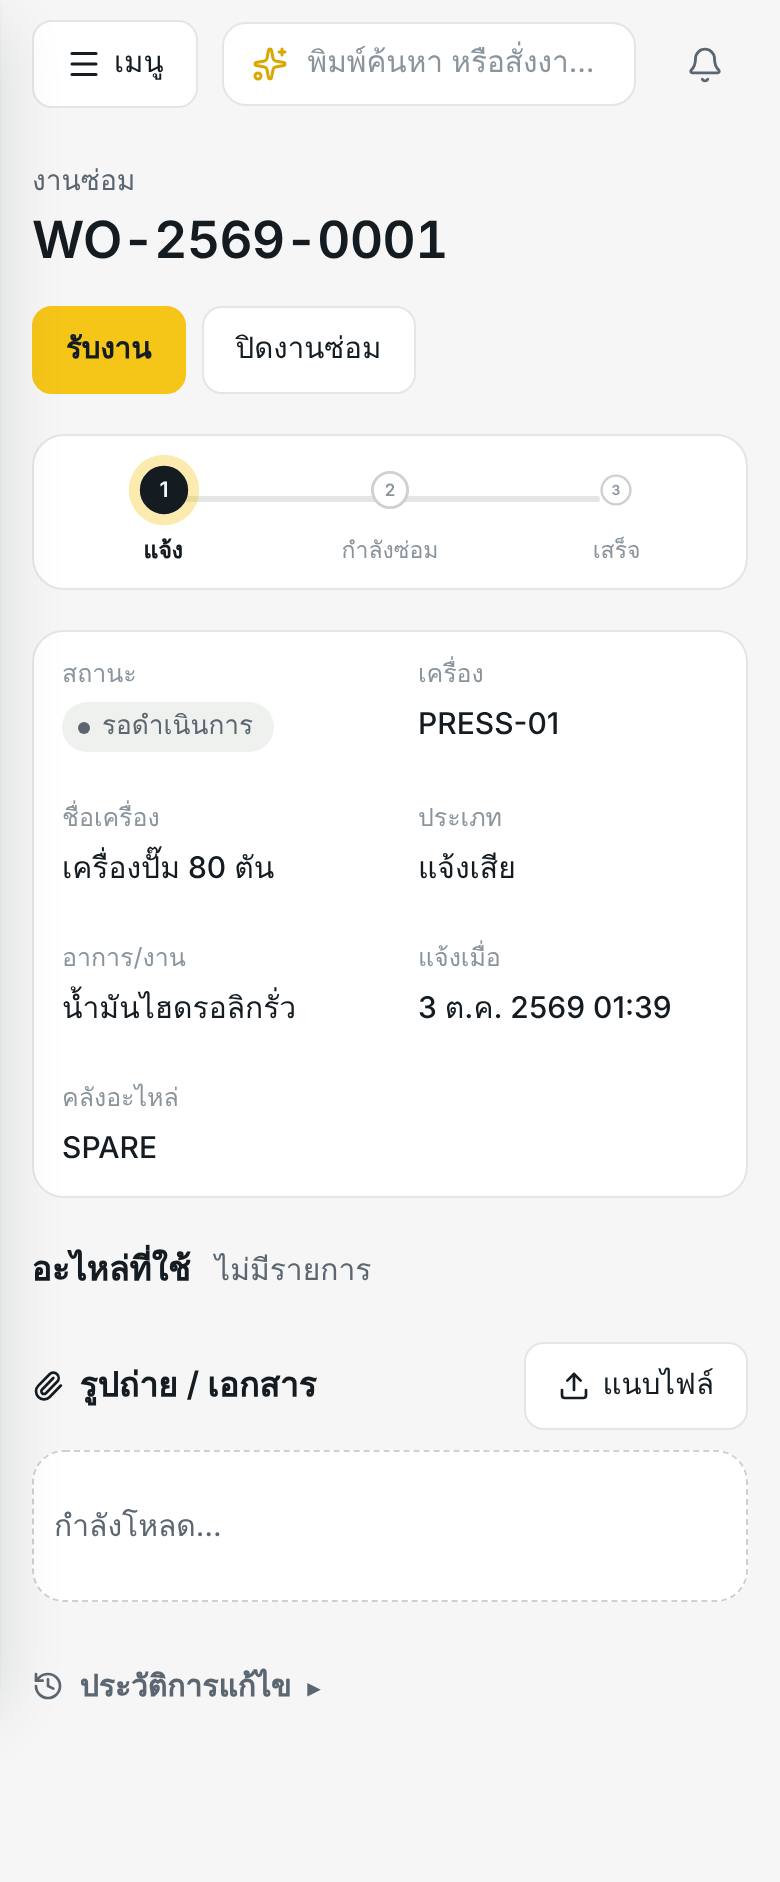 เมนู
พิมพ์ค้นหา หรือสั่งงา...
งานซ่อม
WO-2569-0001
รับงาน
ปิดงานซ่อม
1
2
3
แจ้ง
กำลังซ่อม
เสร็จ
สถานะ
เครื่อง
รอดำเนินการ
PRESS-01
ชื่อเครื่อง
ประเภท
เครื่องปั๊ม 80 ตัน
แจ้งเสีย
อาการ/งาน
แจ้งเมื่อ
น้ำมันไฮดรอลิกรั่ว
3 ต.ค. 2569 01:39
คลังอะไหล่
SPARE
อะไหล่ที่ใช้ ไม่มีรายการ
รูปถ่าย / เอกสาร
แนบไฟล์
กำลังโหลด...
ประวัติการแก้ไข ▸